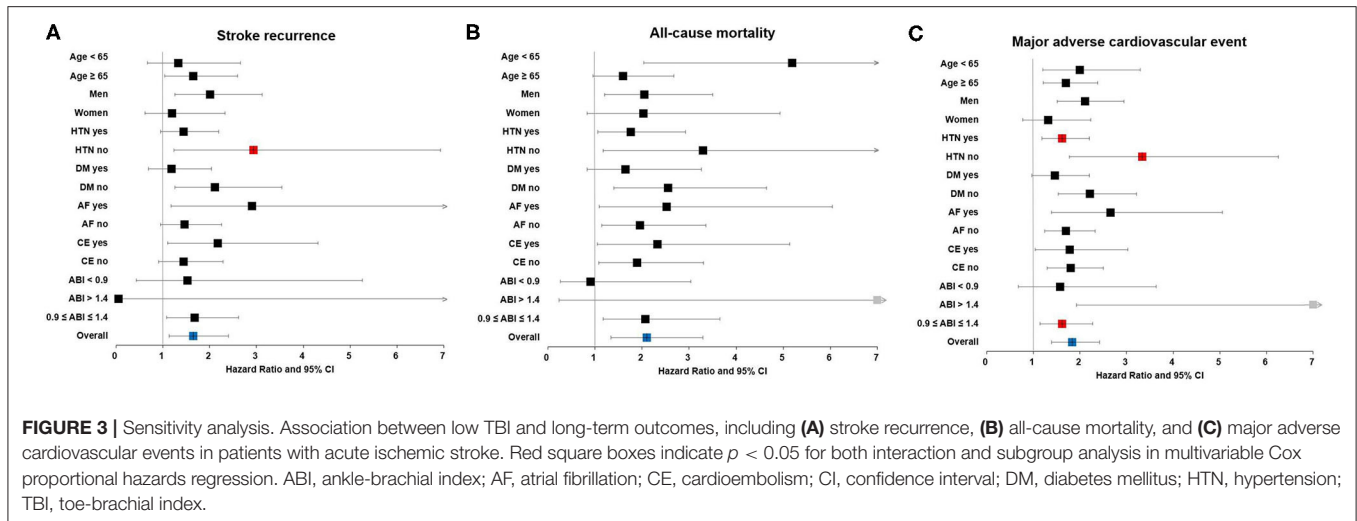 A
Stroke recurrence
Age < 65
Age ≥ 65
Men
Women
HTN yes
HTN no
DM yes
DM no
AF yes
AF no
CE yes
CE no
ABI < 0.9
ABI > 1.4
0.9 ≤ ABI ≤ 1.4
Overall
0 1 2 3 4 5 6 7
Hazard Ratio and 95% CI
B
All-cause mortality
Age < 65
Age ≥ 65
Men
Women
HTN yes
HTN no
DM yes
DM no
AF yes
AF no
CE yes
CE no
ABI < 0.9
ABI > 1.4
0.9 ≤ ABI ≤ 1.4
Overall
0 1 2 3 4 5 6 7
Hazard Ratio and 95% CI
C
Major adverse cardiovascular event
Age < 65
Age ≥ 65
Men
Women
HTN yes
HTN no
DM yes
DM no
AF yes
AF no
CE yes
CE no
ABI < 0.9
ABI > 1.4
0.9 ≤ ABI ≤ 1.4
Overall
0 1 2 3 4 5 6 7
Hazard Ratio and 95% CI
FIGURE 3 | Sensitivity analysis. Association between low TBI and long-term outcomes, including (A) stroke recurrence, (B) all-cause mortality, and (C) major adverse
cardiovascular events in patients with acute ischemic stroke. Red square boxes indicate p < 0.05 for both interaction and subgroup analysis in multivariable Cox
proportional hazards regression. ABI, ankle-brachial index; AF, atrial fibrillation; CE, cardioembolism; CI, confidence interval; DM, diabetes mellitus; HTN, hypertension;
TBI, toe-brachial index.